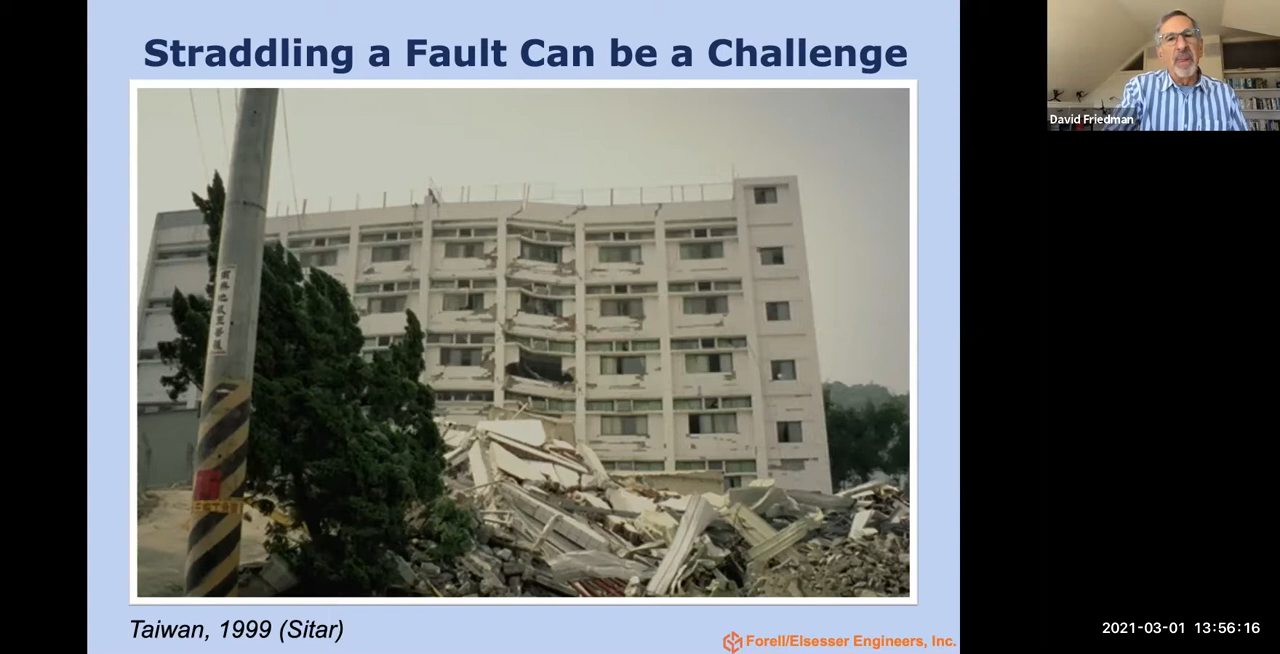 Straddling a Fault Can be a Challenge
David Friedman
Taiwan, 1999 (Sitar)
Forell/Elsesser Engineers, Inc.
2021-03-01 13:56:16